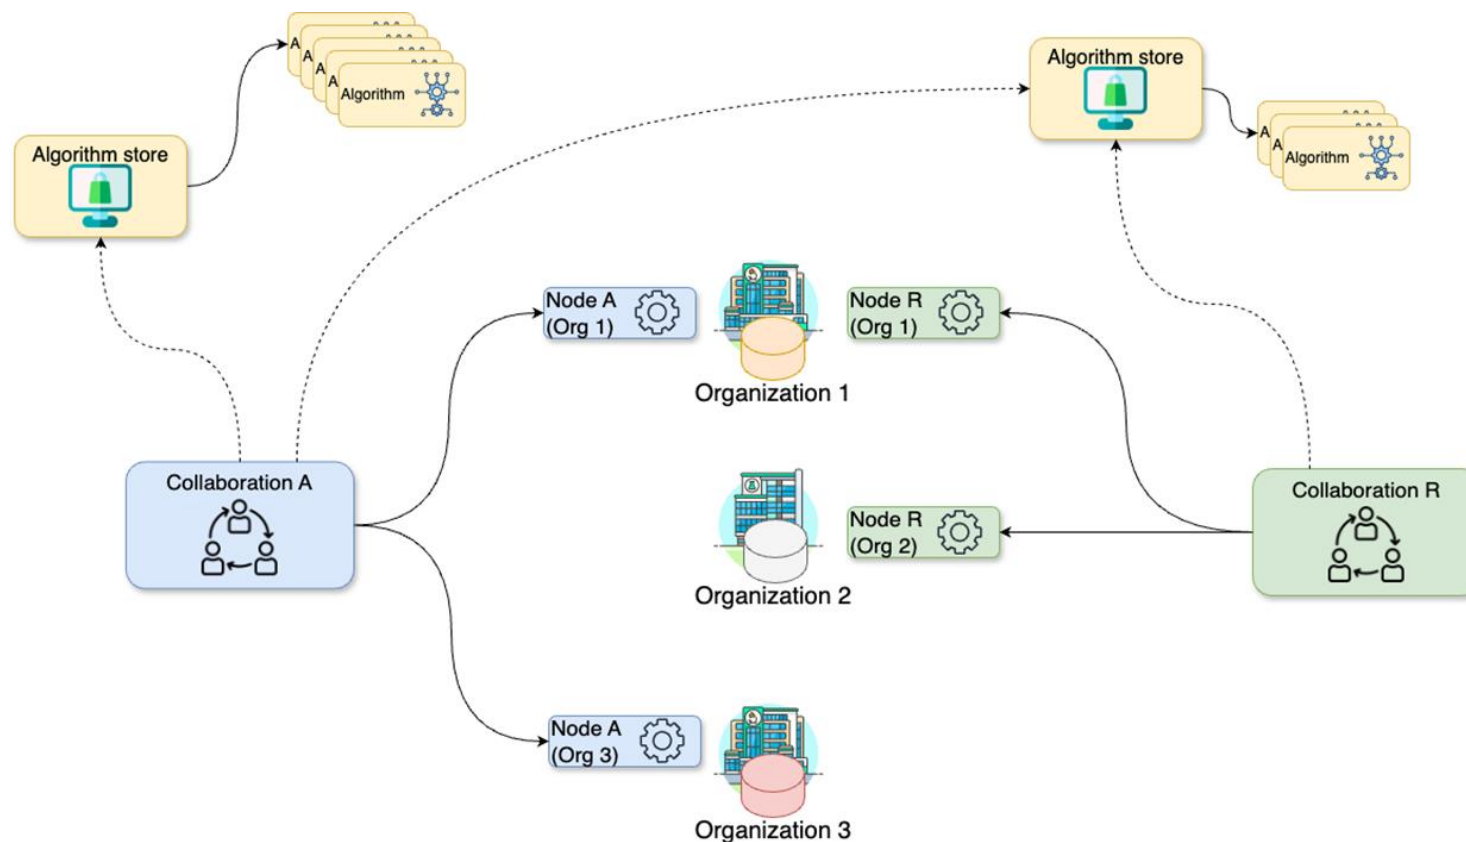 A
A
A
A
Algorithm
Algorithm store
Algorithm store
A
A
Algorithm
Node A
(Org 1)
Node R
(Org 1)
Organization 1
Collaboration A
Node R
(Org 2)
Organization 2
Collaboration R
Node A
(Org 3)
Organization 3